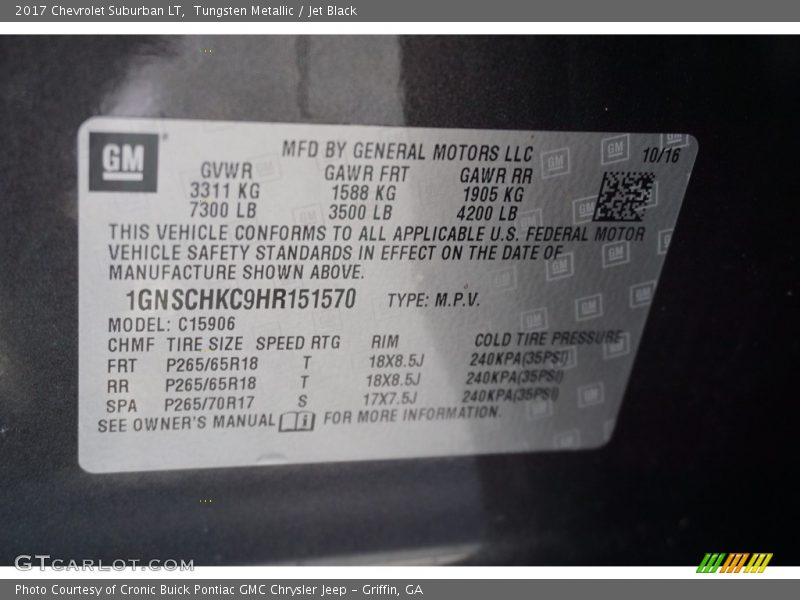 2017 Chevrolet Suburban LT, Tungsten Metallic / Jet Black
GM
MFD BY GENERAL MOTORS LLC
10/16
GVWR GAWR FRT GAWR RR
3311 KG 1588 KG 1905 KG
7300 LB 3500 LB 4200 LB
THIS VEHICLE CONFORMS TO ALL APPLICABLE U.S. FEDERAL MOTOR
VEHICLE SAFETY STANDARDS IN EFFECT ON THE DATE OF
MANUFACTURE SHOWN ABOVE.
1GNSCHKC9HR151570 TYPE: M.P.V.
MODEL: C15906
CHMF TIRE SIZE SPEED RTG RIM COLD TIRE PRESSURE
FRT P265/65R18 T 18X8.5J 240KPA(35PSI)
RR P265/65R18 T 18X8.5J 240KPA(35PSI)
SPA P265/70R17 S 17X7.5J 240KPA(35PSI)
SEE OWNER'S MANUAL FOR MORE INFORMATION.
GTCARLOT.COM
Photo Courtesy of Cronic Buick Pontiac GMC Chrysler Jeep - Griffin, GA